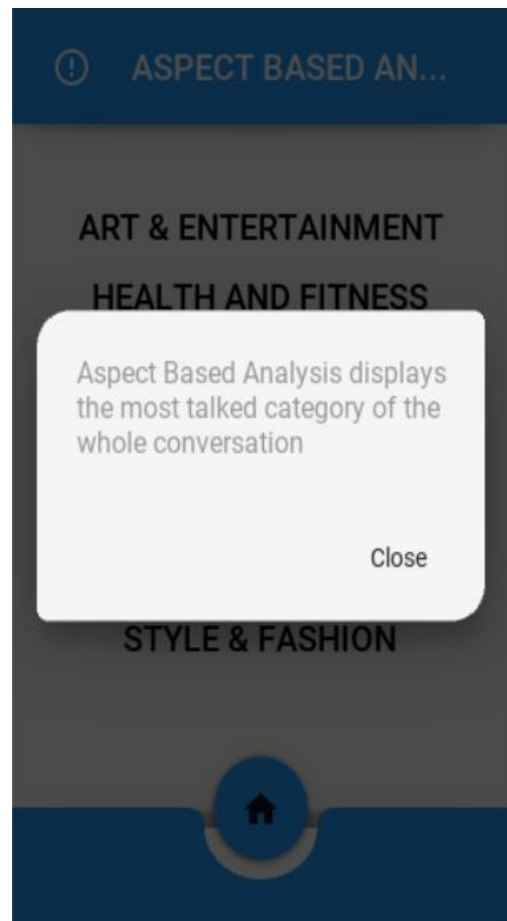 ASPECT BASED AN...
ART & ENTERTAINMENT
HEALTH AND FITNESS
Aspect Based Analysis displays
the most talked category of the
whole conversation
Close
STYLE & FASHION